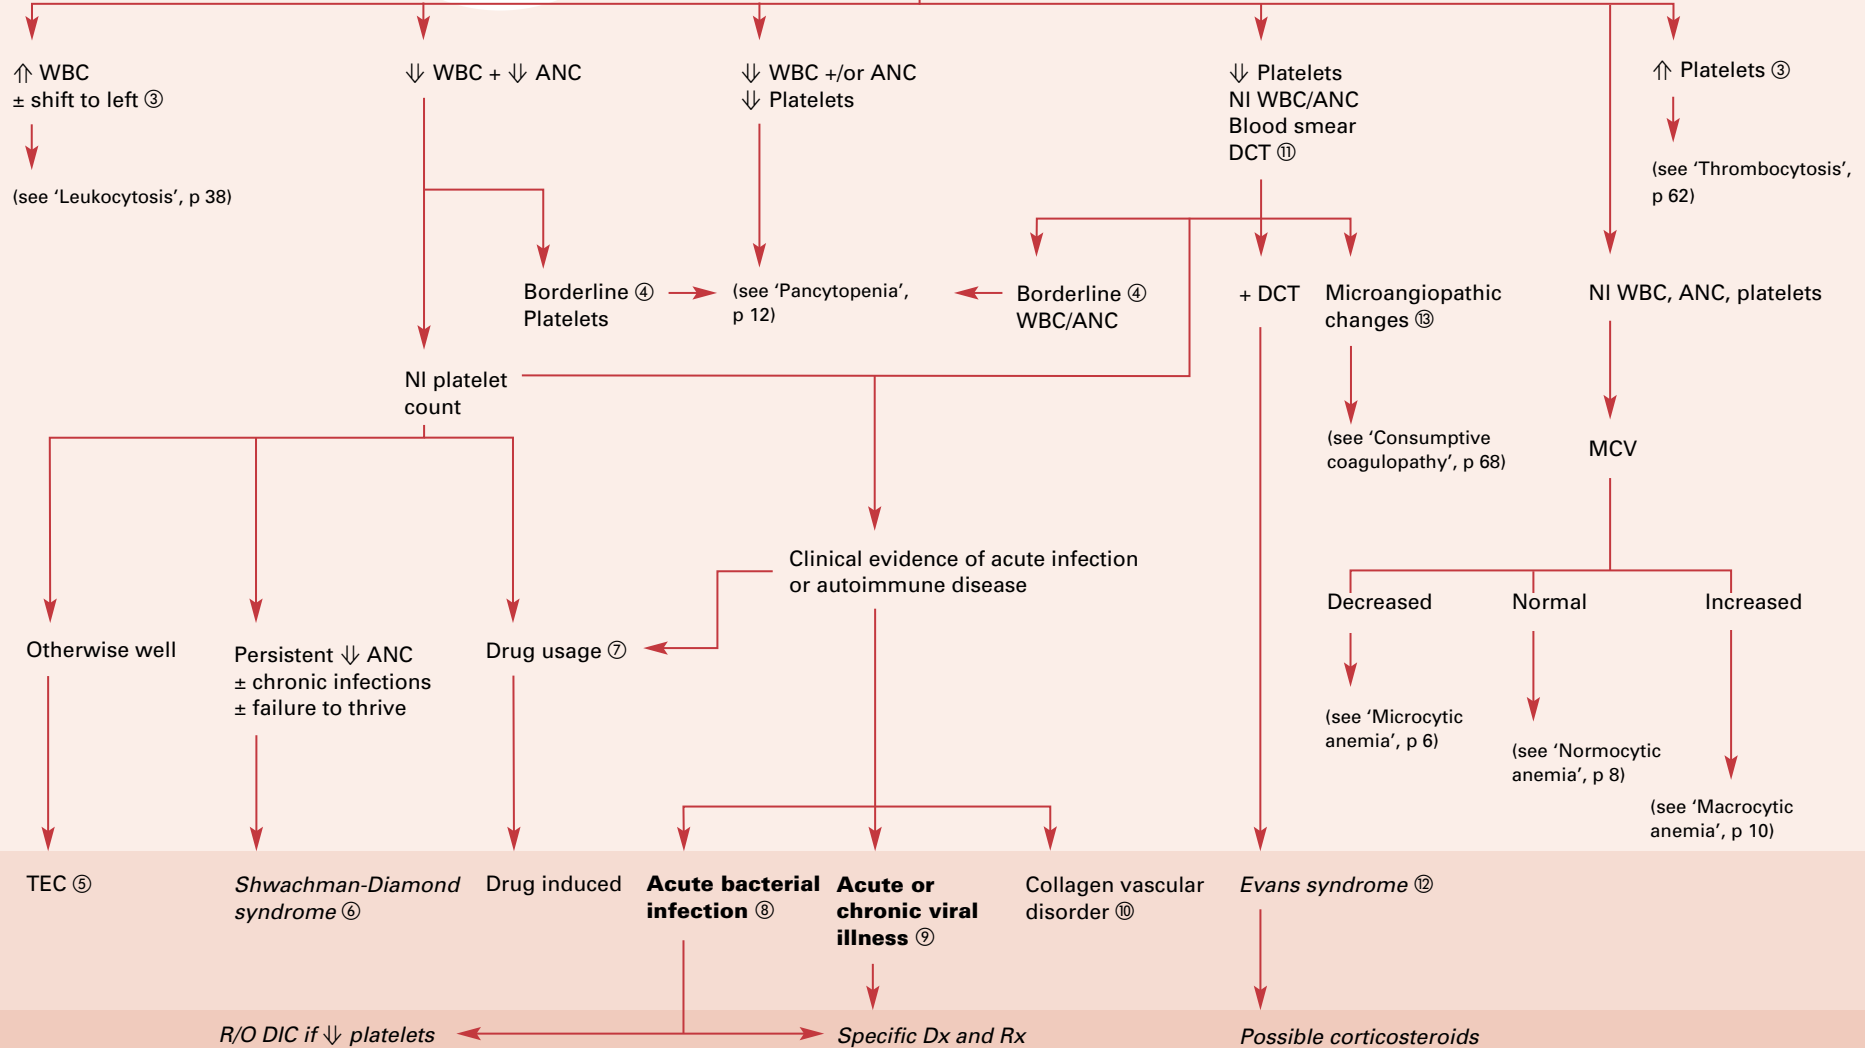 ⇑ WBC
± shift to left ③
(see ‘Leukocytosis’, p 38)
⇓ WBC + ⇓ ANC
⇓ WBC +/or ANC
⇓ Platelets
⇓ Platelets
Nl WBC/ANC
Blood smear
DCT ⑪
⇑ Platelets ③
(see ‘Thrombocytosis’,
p 62)
Borderline ④
Platelets
(see ‘Pancytopenia’,
p 12)
Borderline ④
WBC/ANC
+ DCT
Microangiopathic
changes ⑬
Nl WBC, ANC, platelets
Nl platelet
count
(see ‘Consumptive
coagulopathy’, p 68)
MCV
Clinical evidence of acute infection
or autoimmune disease
Decreased
Normal
Increased
Otherwise well
Persistent ⇓ ANC
± chronic infections
± failure to thrive
Drug usage ⑦
(see ‘Microcytic
anemia’, p 6)
(see ‘Normocytic
anemia’, p 8)
(see ‘Macrocytic
anemia’, p 10)
TEC ⑤
Shwachman-Diamond
syndrome ⑥
Drug induced
Acute bacterial
infection ⑧
Acute or
chronic viral
illness ⑨
Collagen vascular
disorder ⑩
Evans syndrome ⑫
R/O DIC if ⇓ platelets
Specific Dx and Rx
Possible corticosteroids